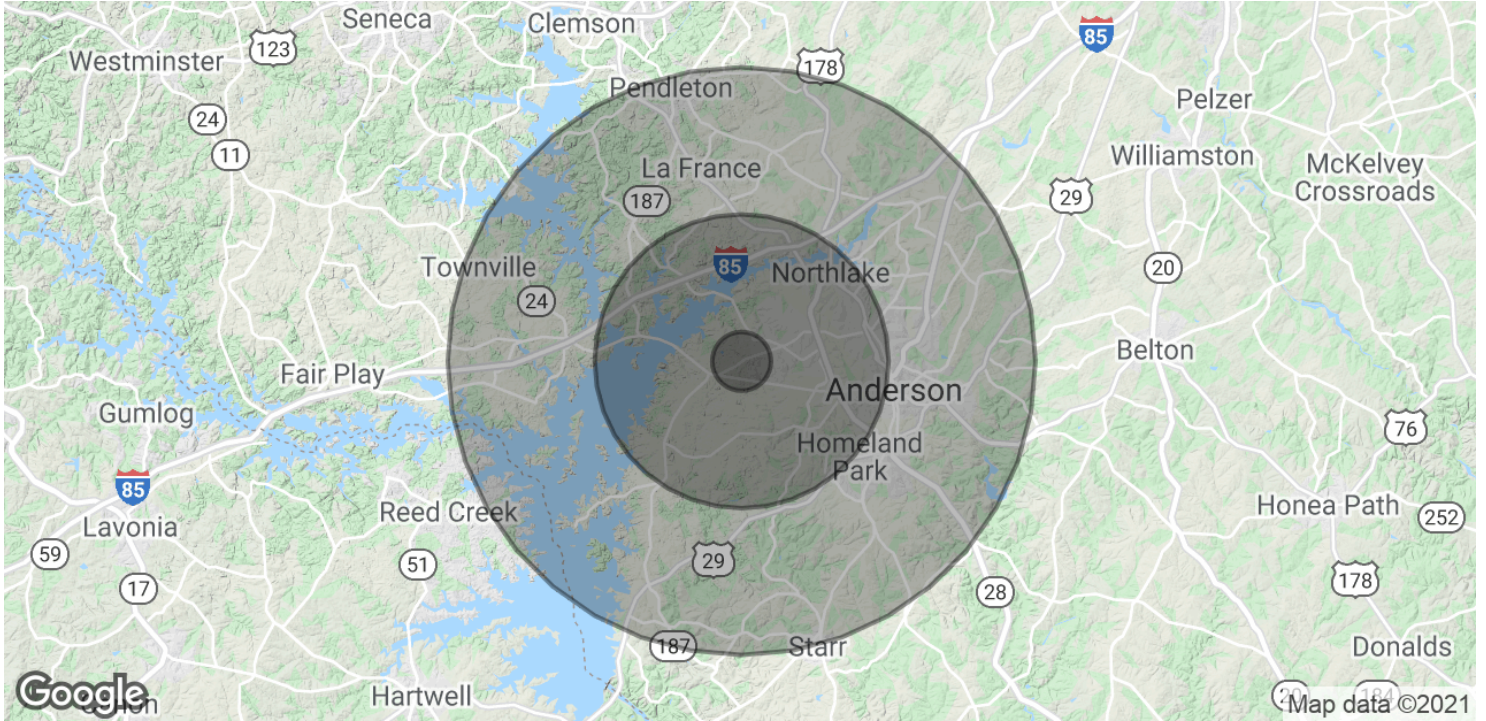 Seneca
Clemson
Westminster
123
178
85
Pendleton
24
Pelzer
11
Williamston
McKelvey
Crossroads
La France
187
29
Townville
24
85
Northlake
20
Fair Play
Belton
Anderson
Gumlog
Homeland
Park
76
85
Lavonia
Reed Creek
Honea Path
252
59
51
29
17
28
178
187
Starr
Donalds
Hartwell
Google
Map data ©2021